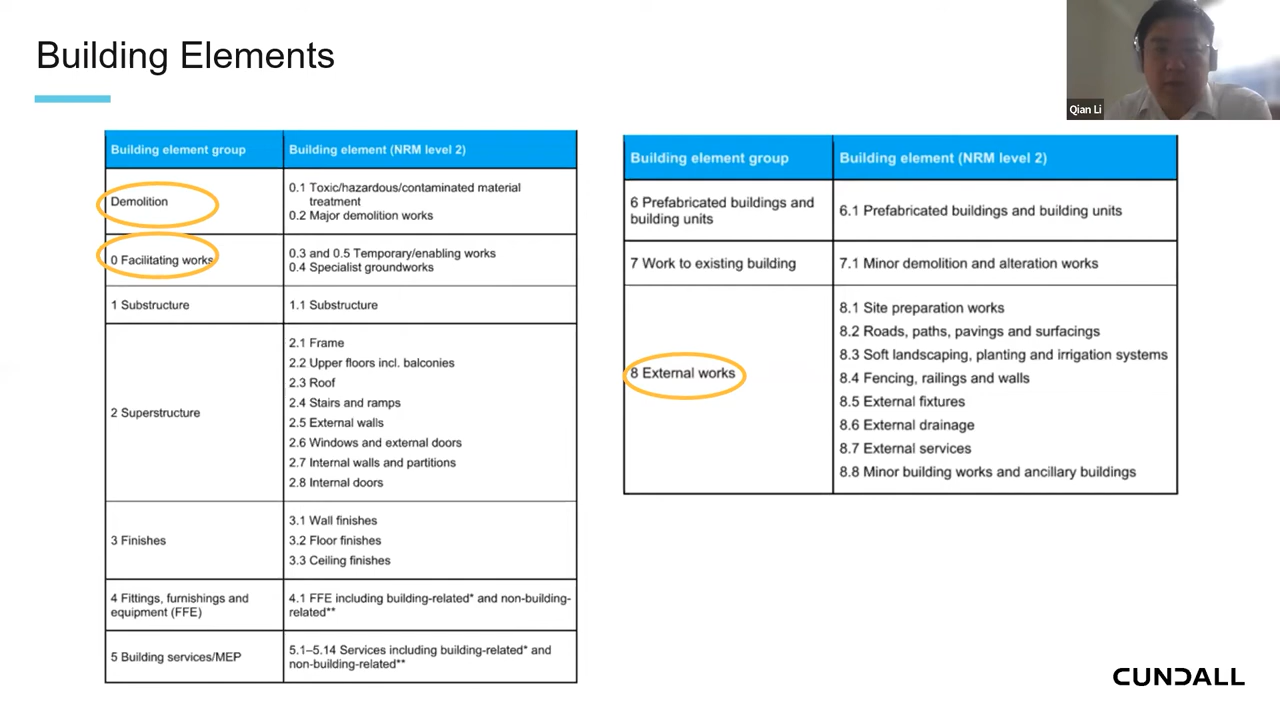 Building Elements
Qian Li
Building element group
Building element (NRM level 2)
Demolition
0.1 Toxic/hazardous/contaminated material
treatment
0.2 Major demolition works
0 Facilitating works
0.3 and 0.5 Temporary/enabling works
0.4 Specialist groundworks
1 Substructure
1.1 Substructure
2 Superstructure
2.1 Frame
2.2 Upper floors incl. balconies
2.3 Roof
2.4 Stairs and ramps
2.5 External walls
2.6 Windows and external doors
2.7 Internal walls and partitions
2.8 Internal doors
3 Finishes
3.1 Wall finishes
3.2 Floor finishes
3.3 Ceiling finishes
4 Fittings, furnishings and
equipment (FFE)
4.1 FFE including building-related* and non-building-
related**
5 Building services/MEP
5.1–5.14 Services including building-related* and
non-building-related**
Building element group
Building element (NRM level 2)
6 Prefabricated buildings and
building units
6.1 Prefabricated buildings and building units
7 Work to existing building
7.1 Minor demolition and alteration works
8 External works
8.1 Site preparation works
8.2 Roads, paths, pavings and surfacings
8.3 Soft landscaping, planting and irrigation systems
8.4 Fencing, railings and walls
8.5 External fixtures
8.6 External drainage
8.7 External services
8.8 Minor building works and ancillary buildings
CUNDALL